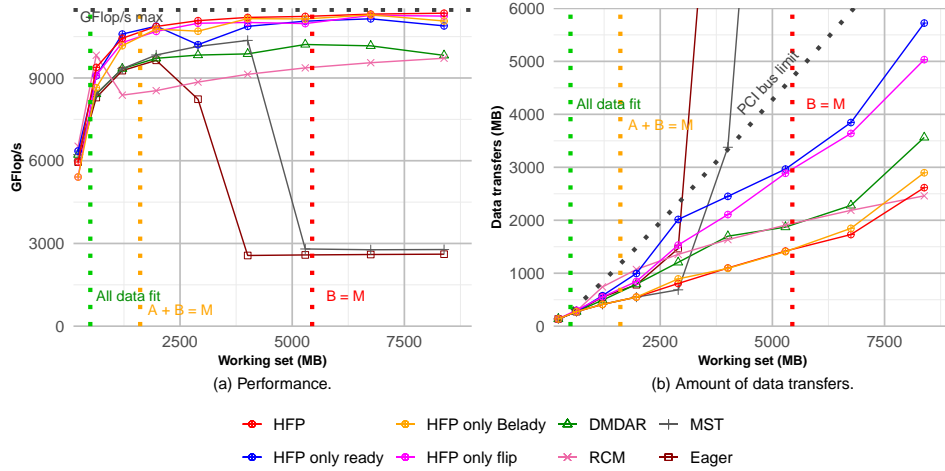 GFlop/s max
9000
6000
3000
0
GFlop/s
All data fit
A + B = M
B = M
2500
5000
7500
Working set (MB)
(a) Performance.
6000
5000
4000
3000
2000
1000
0
Data transfers (MB)
All data fit
A + B = M
PCI bus limit
B = M
2500
5000
7500
Working set (MB)
(b) Amount of data transfers.
HFP
HFP only Belady
DMDAR
MST
HFP only ready
HFP only flip
RCM
Eager